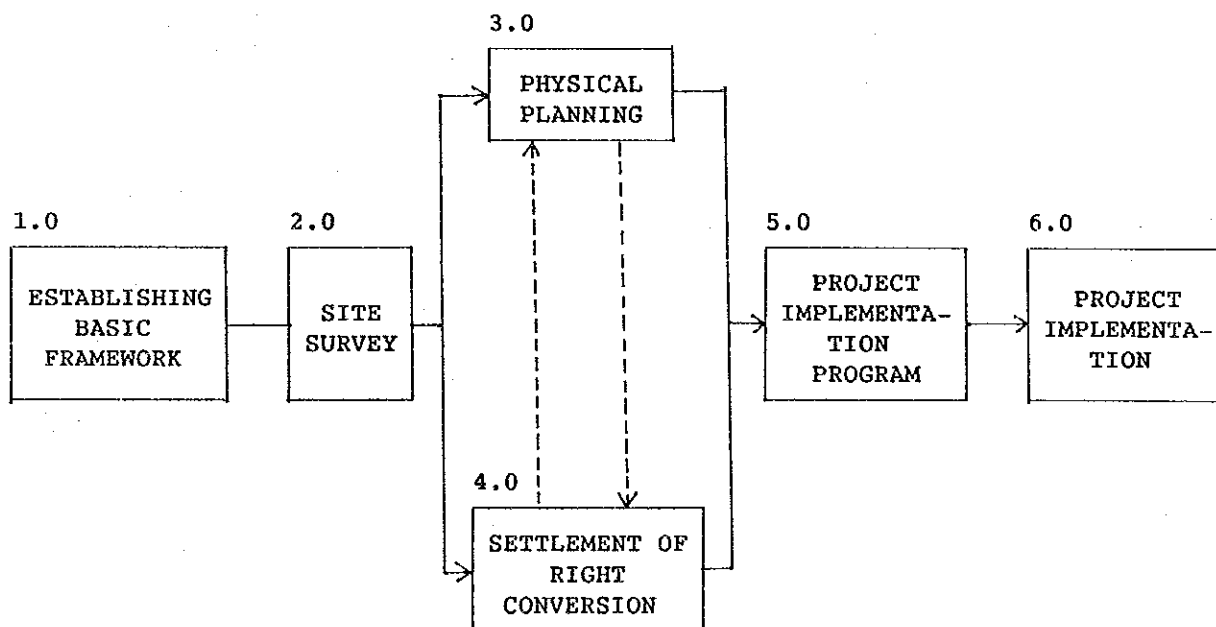 3.0
PHYSICAL
PLANNING
1.0
ESTABLISHING
BASIC
FRAMEWORK
2.0
SITE
SURVEY
4.0
SETTLEMENT OF
RIGHT
CONVERSION
5.0
PROJECT
IMPLEMENTA-
TION
PROGRAM
6.0
PROJECT
IMPLEMENTA-
TION